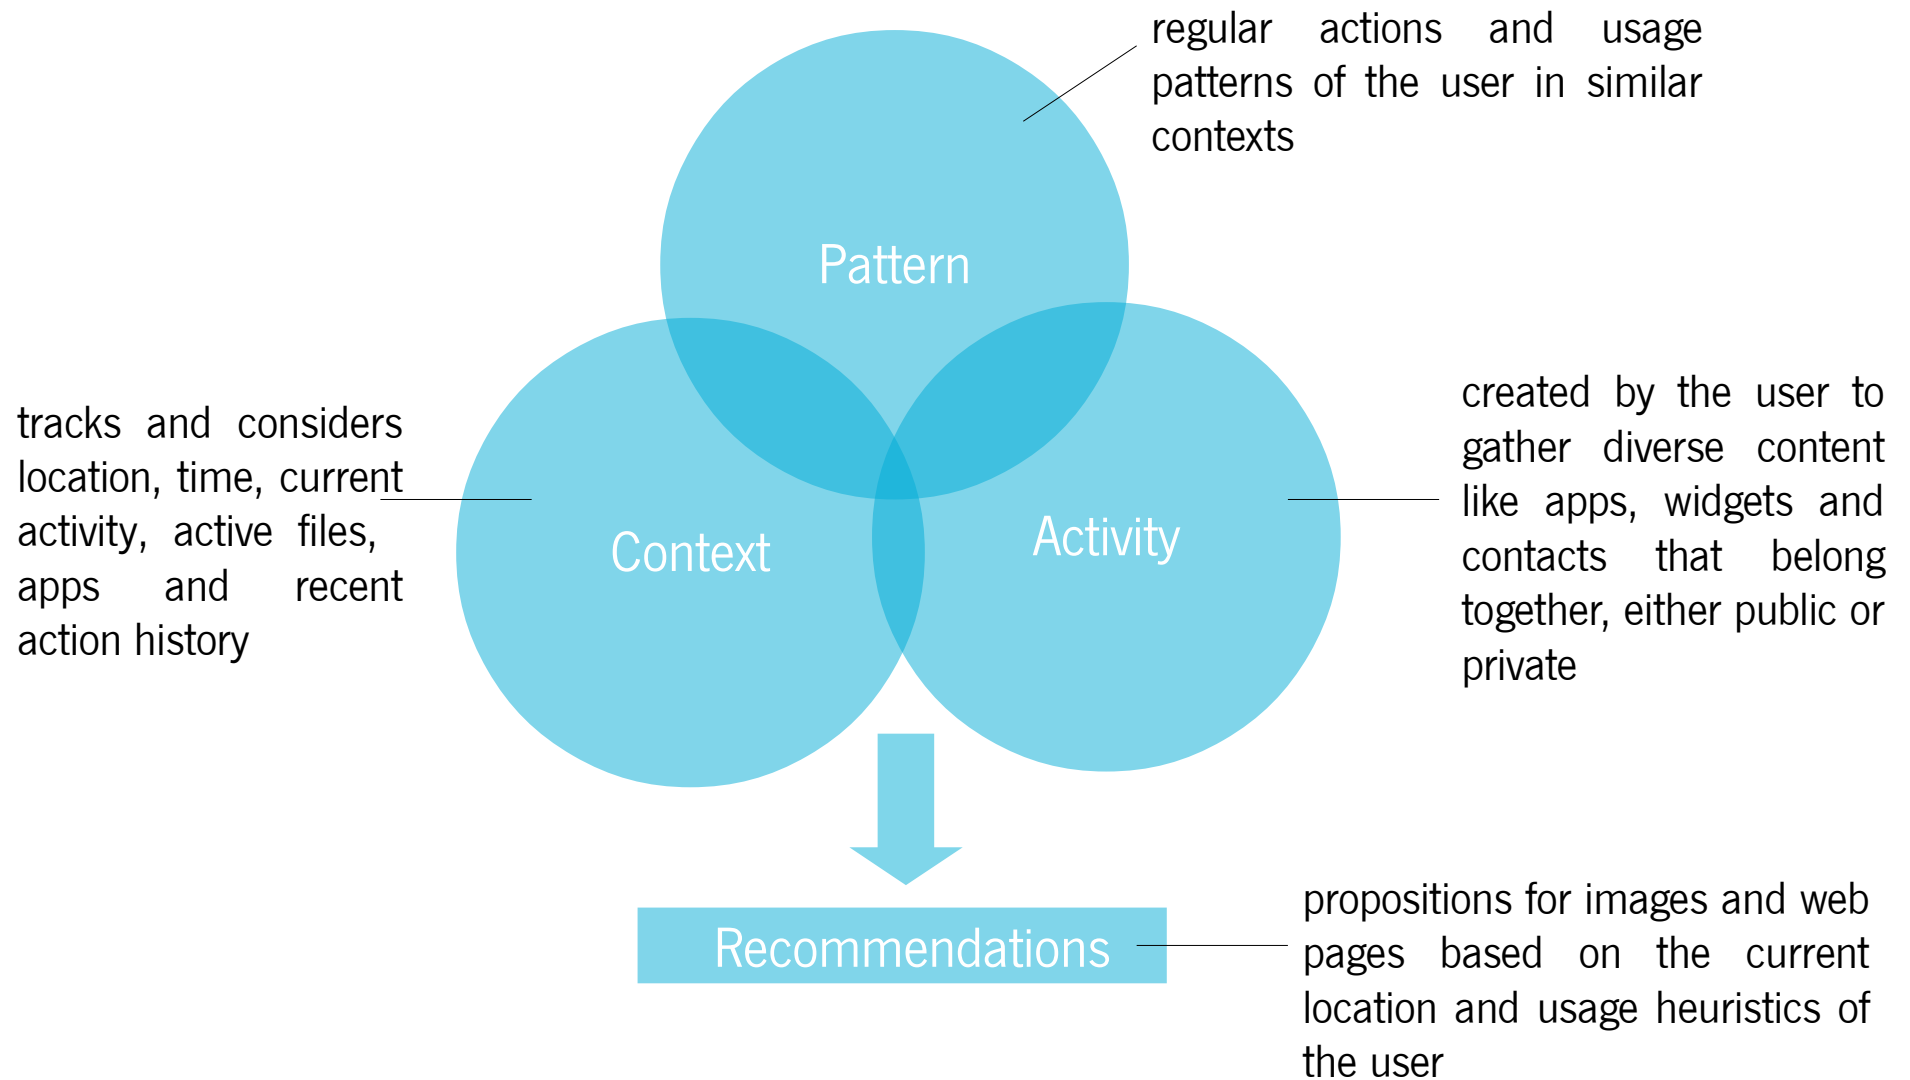 regular actions and usage
patterns of the user in similar
contexts
Pattern
tracks and considers
location, time, current
activity, active files,
apps and recent
action history
Context
Activity
created by the user to
gather diverse content
like apps, widgets and
contacts that belong
together, either public or
private
Recommendations
propositions for images and web
pages based on the current
location and usage heuristics of
the user